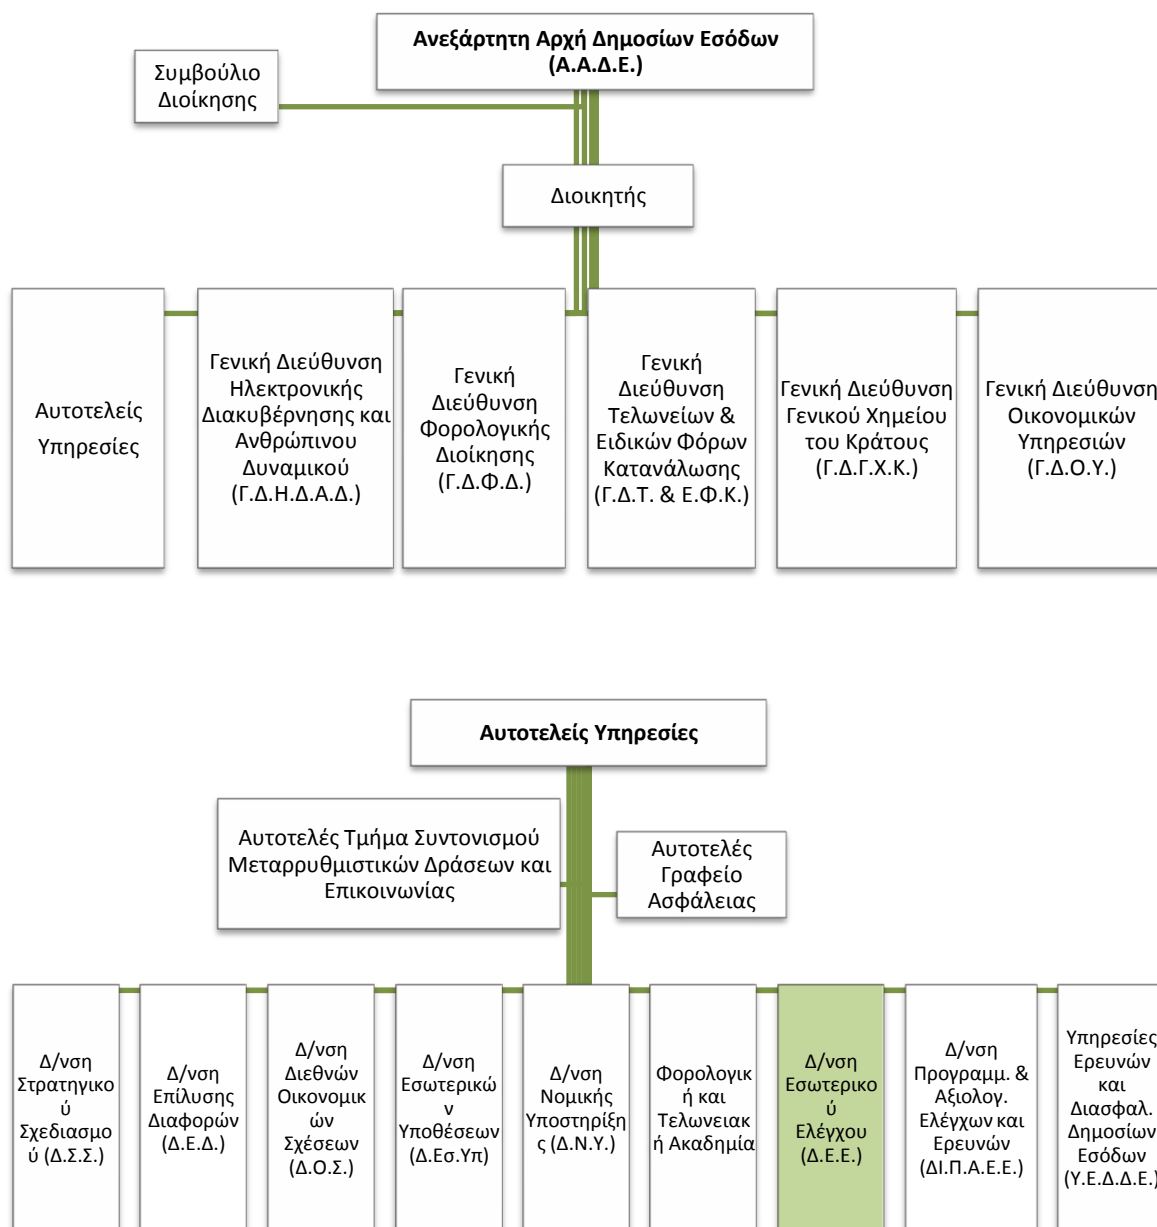 Ανεξάρτητη Αρχή Δημοσίων Εσόδων
(Α.Α.Δ.Ε.)
Συμβούλιο
Διοίκησης
Διοικητής
Αυτοτελείς
Υπηρεσίες
Γενική Διεύθυνση
Ηλεκτρονικής
Διακυβέρνησης και
Ανθρώπινου
Δυναμικού
(Γ.Δ.Η.Δ.Α.Δ.)
Γενική
Διεύθυνση
Φορολογικής
Διοίκησης
(Γ.Δ.Φ.Δ.)
Γενική
Διεύθυνση
Τελωνείων &
Ειδικών Φόρων
Κατανάλωσης
(Γ.Δ.Τ. & Ε.Φ.Κ.)
Γενική Διεύθυνση
Γενικού Χημείου
του Κράτους
(Γ.Δ.Γ.Χ.Κ.)
Γενική Διεύθυνση
Οικονομικών
Υπηρεσιών
(Γ.Δ.Ο.Υ.)
Αυτοτελείς Υπηρεσίες
Αυτοτελές Τμήμα Συντονισμού
Μεταρρυθμιστικών Δράσεων και
Επικοινωνίας
Αυτοτελές
Γραφείο
Ασφάλειας
Δ/νση
Στρατηγικο
ύ
Σχεδιασμο
ύ (Δ.Σ.Σ.)
Δ/νση
Επίλυσης
Διαφορών
(Δ.Ε.Δ.)
Δ/νση
Διεθνών
Οικονομικ
ών
Σχέσεων
(Δ.Ο.Σ.)
Δ/νση
Εσωτερικώ
ν
Υποθέσεων
(Δ.Εσ.Υπ)
Δ/νση
Νομικής
Υποστηρίξη
ς (Δ.Ν.Υ.)
Φορολογικ
ή και
Τελωνειακ
ή Ακαδημία
Δ/νση
Εσωτερικο
ύ
Ελέγχου
(Δ.Ε.Ε.)
Δ/νση
Προγραμμ. &
Αξιολογ.
Ελέγχων και
Ερευνών
(ΔΙ.Π.Α.Ε.Ε.)
Υπηρεσίες
Ερευνών
και
Διασφαλ.
Δημοσίων
Εσόδων
(Υ.Ε.Δ.Δ.Ε.)